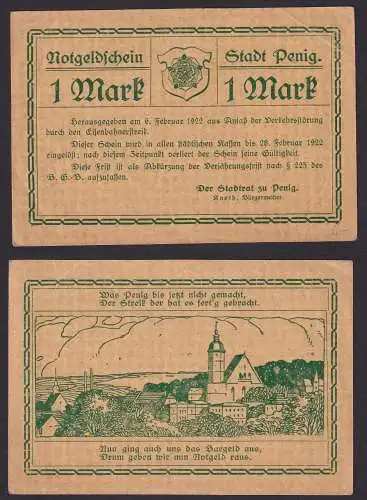 Notgeldschein
Stadt Penig.
1 Mark
1 Mark
Herausgegeben am 6. Februar 1922 aus Anlaß der Verkehrsstörung
durch den Eisenbahnerstreik.
Dieser Schein wird in allen städtischen Kassen bis 28. Februar 1922
eingelöst; nach diesem Zeitpunkt verliert der Schein seine Gültigkeit.
Diese Frist ist als Abkürzung der Verjährungsfrist nach § 225 des
B. G.-B. aufzufassen.
Der Stadtrat zu Penig.
Bürgermeister
Was Penig bis jetzt nicht gemacht,
Der Streik der hat es fert'g gebracht.
Nun ging auch uns das Bargeld aus,
Drum geben wir nun Notgeld raus.